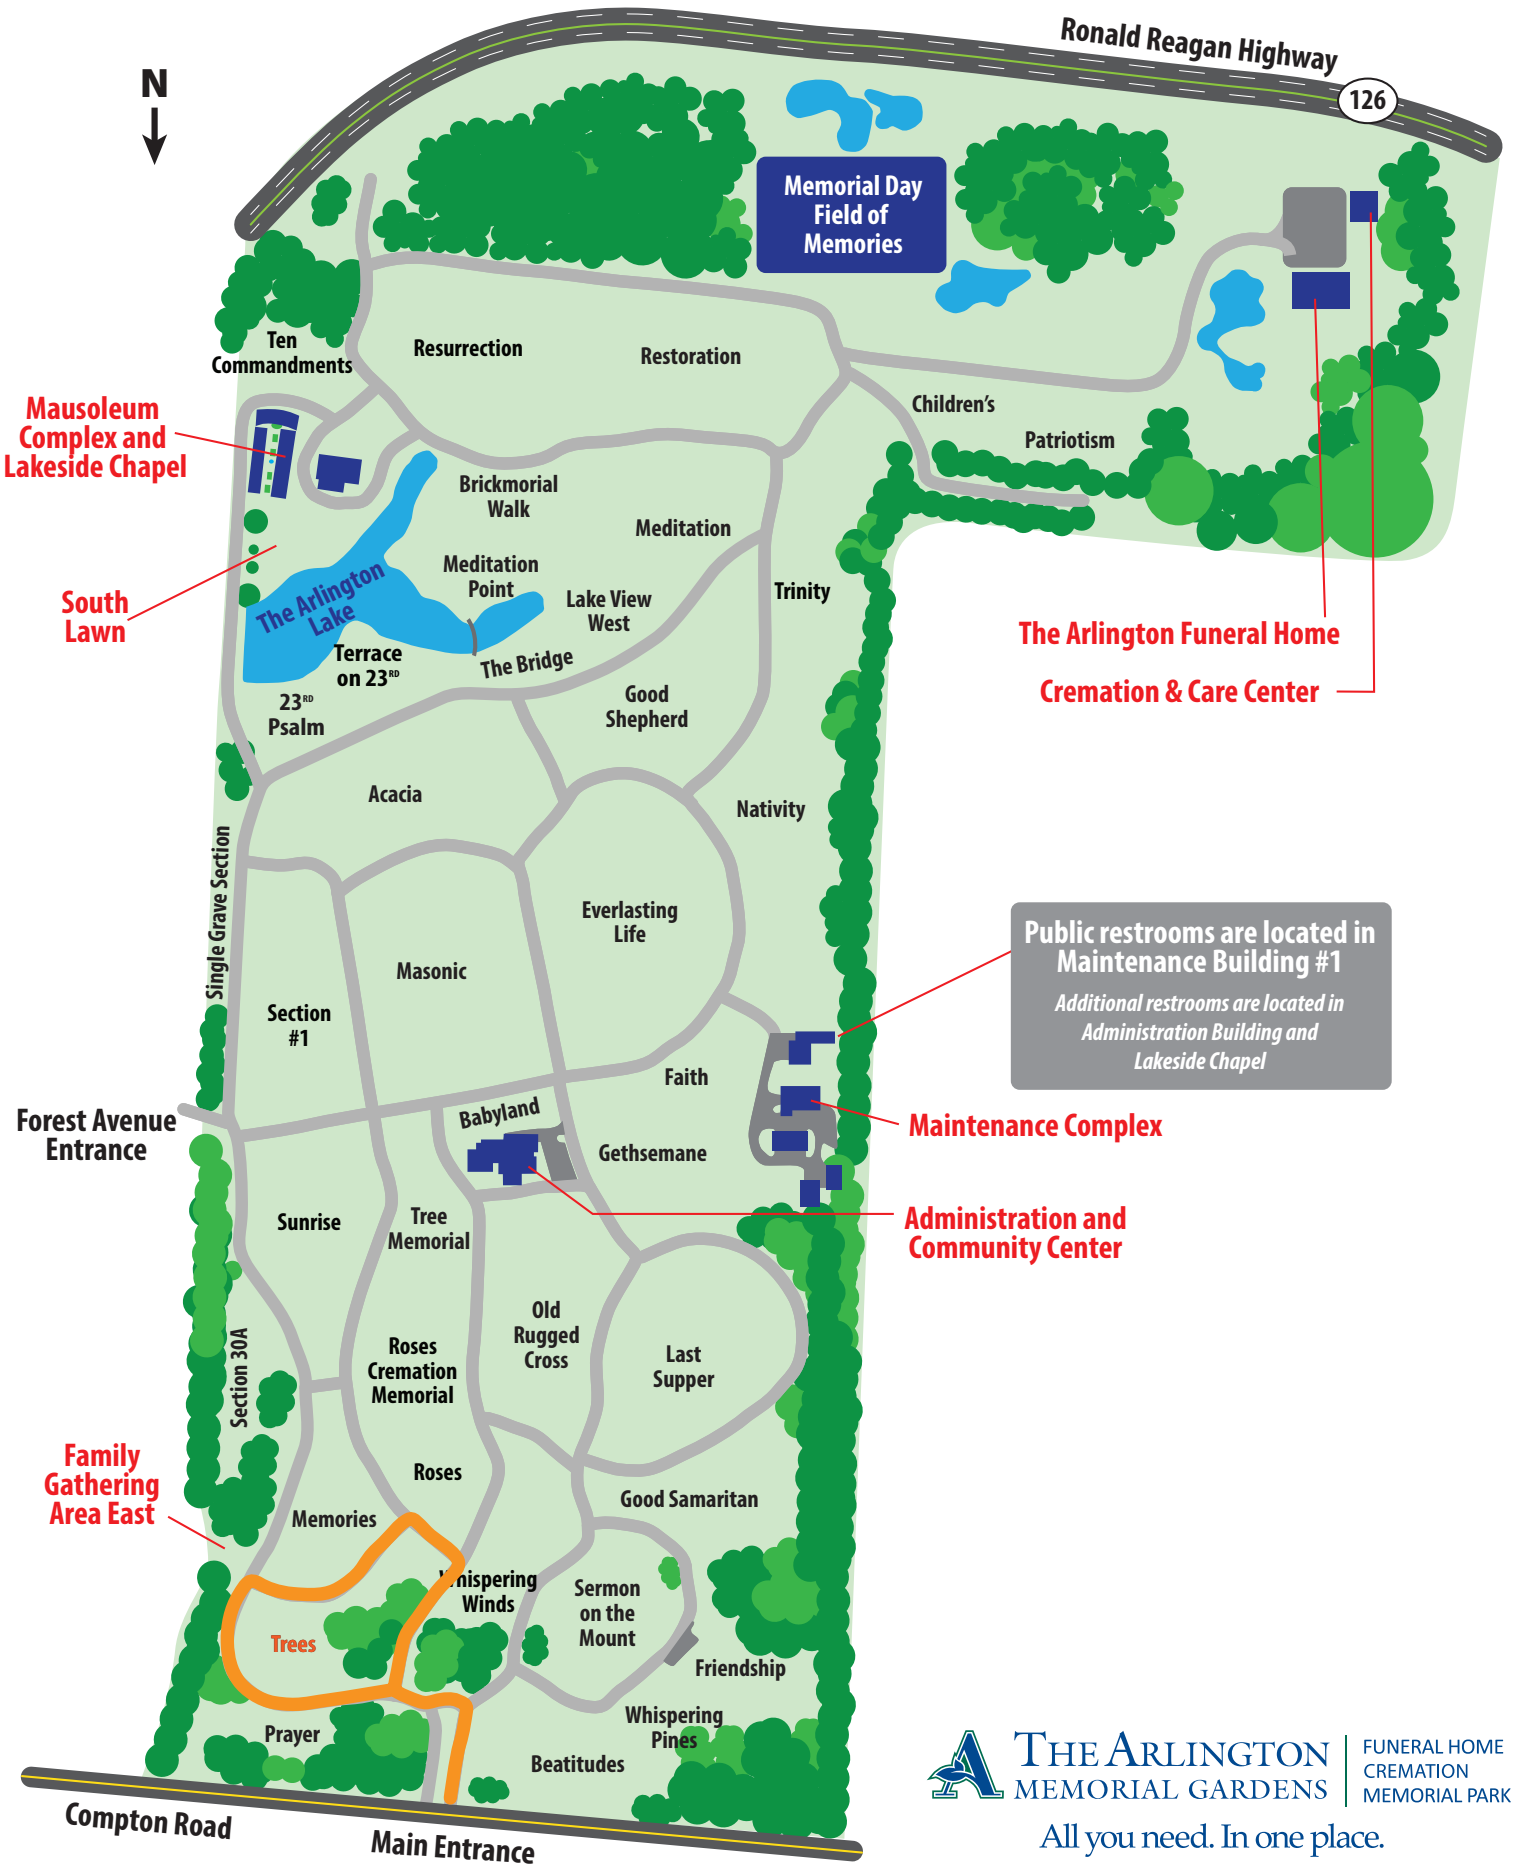 Ronald Reagan Highway
126
N
Memorial Day
Field of
Memories
Ten
Commandments
Resurrection
Restoration
Children's
Patriotism
Mausoleum
Complex and
Lakeside Chapel
Brickmorial
Walk
Meditation
Meditation
Point
Lake View
West
Trinity
The Arlington
Lake
South
Lawn
Terrace
on 23RD
The Bridge
23RD
Psalm
Good
Shepherd
The Arlington Funeral Home
Cremation & Care Center
Acacia
Nativity
Single Grave Section
Everlasting
Life
Masonic
Section
#1
Public restrooms are located in
Maintenance Building #1
Additional restrooms are located in
Administration Building and
Lakeside Chapel
Faith
Babyland
Forest Avenue
Entrance
Gethsemane
Maintenance Complex
Sunrise
Tree
Memorial
Administration and
Community Center
Old
Rugged
Cross
Section 30A
Roses
Cremation
Memorial
Last
Supper
Roses
Family
Gathering
Area East
Good Samaritan
Memories
Whispering
Winds
Sermon
on the
Mount
Trees
Friendship
Whispering
Pines
Prayer
Beatitudes
Compton Road
Main Entrance
A
THE ARLINGTON
MEMORIAL GARDENS
FUNERAL HOME
CREMATION
MEMORIAL PARK
All you need. In one place.